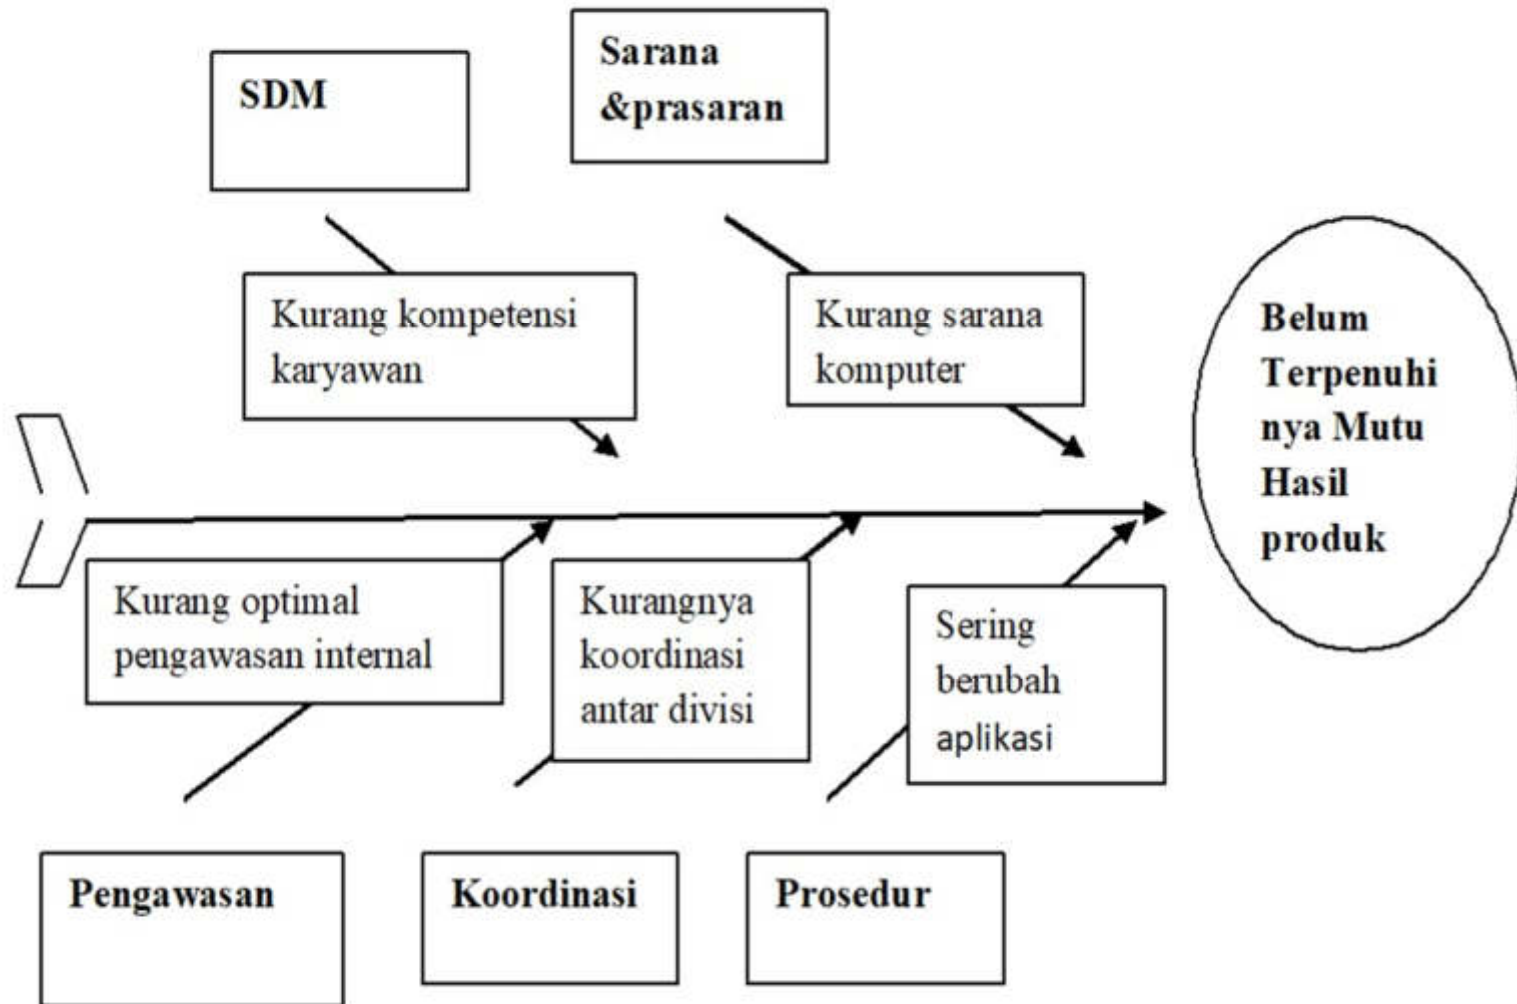 SDM
Sarana
&prasaran
Kurang kompetensi
karyawan
Kurang sarana
komputer
Belum
Terpenuhi
nya Mutu
Hasil
produk
Kurang optimal
pengawasan internal
Kurangnya
koordinasi
antar divisi
Sering
berubah
aplikasi
Pengawasan
Koordinasi
Prosedur